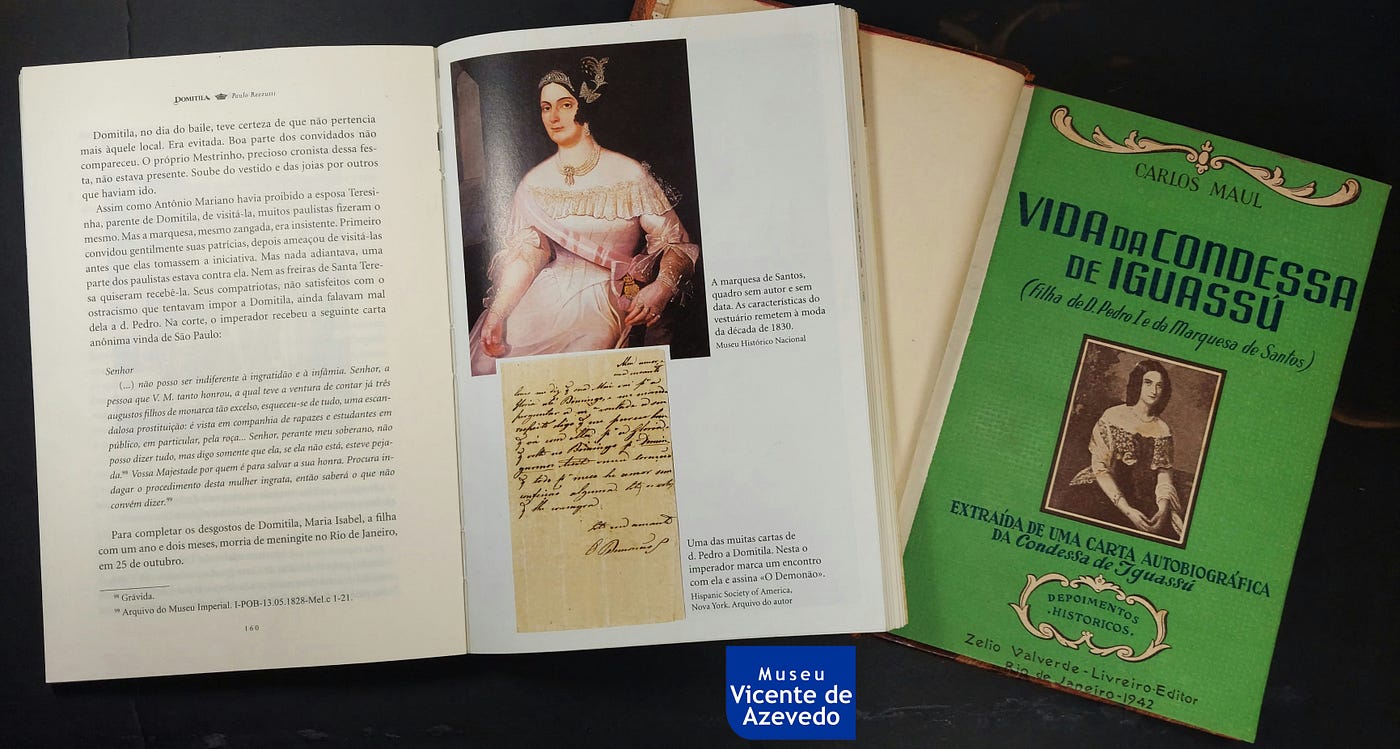 DOMITILA Paulo Rezzutti
Domitila, no dia do baile, teve certeza de que não pertencia
mais àquele local. Era evitada. Boa parte dos convidados não
compareceu. O próprio Mestrinho, precioso cronista dessa fes-
ta, não estava presente. Soube do vestido e das joias por outros
que haviam ido.
Assim como Antônio Mariano havia proibido a esposa Teresi-
nha, parente de Domitila, de visitá-la, muitos paulistas fizeram o
mesmo. Mas a marquesa, mesmo zangada, era insistente. Primeiro
convidou gentilmente suas patrícias, depois ameaçou de visitá-las
antes que elas tomassem a iniciativa. Mas nada adiantava, uma
parte dos paulistas estava contra ela. Nem as freiras de Santa Tere-
sa quiseram recebê-la. Seus compatriotas, não satisfeitos com o
ostracismo que tentavam impor a Domitila, ainda falavam mal
dela a d. Pedro. Na corte, o imperador recebeu a seguinte carta
anônima vinda de São Paulo:
Senhor
(...) não posso ser indiferente à ingratidão e à infâmia. Senhor, a
pessoa que V. M. tanto honrou, a qual teve a ventura de contar já três
augustos filhos de monarca tão excelso, esqueceu-se de tudo, uma escan-
dalosa prostituição: é vista em companhia de rapazes e estudantes em
público, em particular, pela roça... Senhor, perante meu soberano, não
posso dizer tudo, mas digo somente que ela, se ela não está, esteve peja-
da.⁹⁸ Vossa Majestade por quem é para salvar a sua honra. Procura in-
dagar o procedimento desta mulher ingrata, então saberá o que não
convém dizer.⁹⁹
Para completar os desgostos de Domitila, Maria Isabel, a filha
com um ano e dois meses, morria de meningite no Rio de Janeiro,
em 25 de outubro.
⁹⁸ Grávida.
⁹⁹ Arquivo do Museu Imperial. I-POB-13.05.1828-Mel.c 1-21.
160
A marquesa de Santos,
quadro sem autor e sem
data. As características do
vestuário remetem à moda
da década de 1830.
Museu Histórico Nacional
Uma das muitas cartas de
d. Pedro a Domitila. Nesta o
imperador marca um encontro
com ela e assina «O Demonão».
Hispanic Society of America,
Nova York. Arquivo do autor
CARLOS MAUL
VIDA DA CONDESSA
DE IGUASSÚ
(Filha de D. Pedro I e da Marquesa de Santos)
EXTRAÍDA DE UMA CARTA AUTOBIOGRÁFICA
DA Condessa de Iguassú
DEPOIMENTOS
HISTORICOS.
Zelio Valverde - Livreiro-Editor
Rio de Janeiro - 1942
Museu
Vicente de
Azevedo